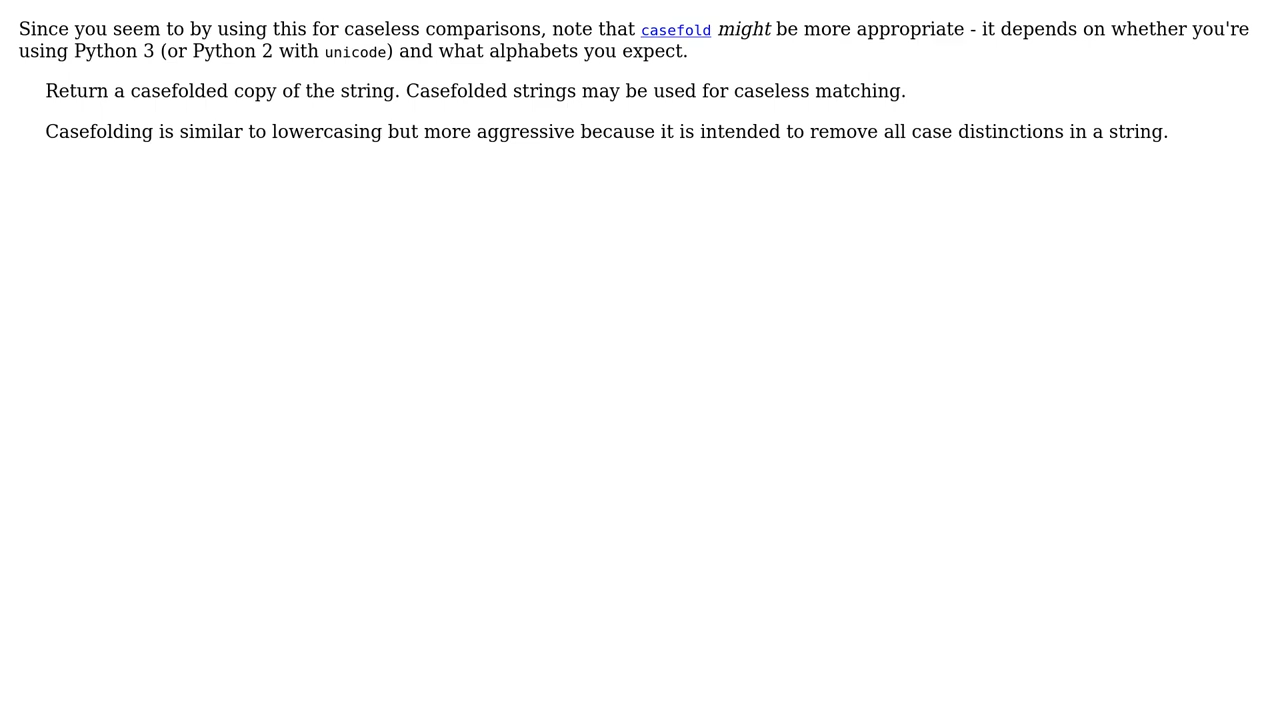 Since you seem to by using this for caseless comparisons, note that casefold might be more appropriate - it depends on whether you're
using Python 3 (or Python 2 with unicode) and what alphabets you expect.
Return a casefolded copy of the string. Casefolded strings may be used for caseless matching.
Casefolding is similar to lowercasing but more aggressive because it is intended to remove all case distinctions in a string.